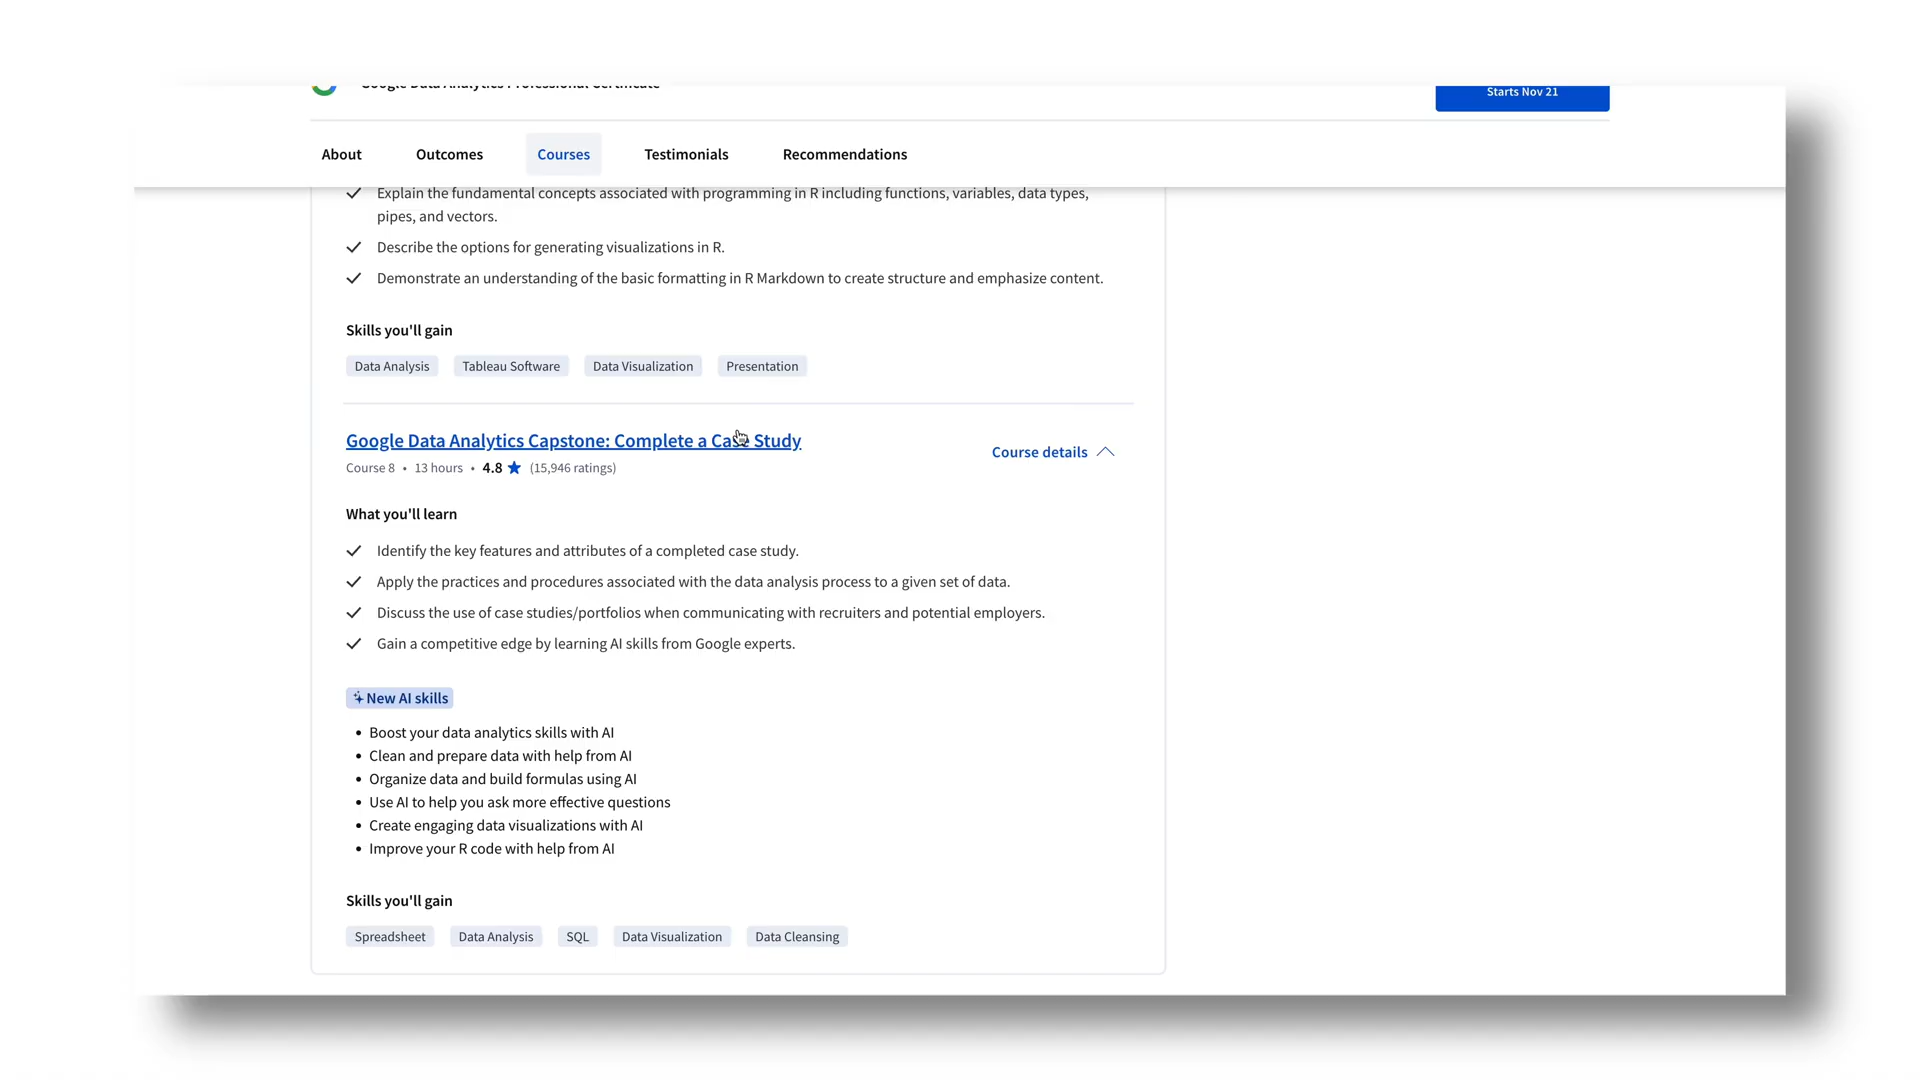 Google Data Analytics Professional Certificate
Starts Nov 21
About
Outcomes
Courses
Testimonials
Recommendations
Explain the fundamental concepts associated with programming in R including functions, variables, data types,
pipes, and vectors.
Describe the options for generating visualizations in R.
Demonstrate an understanding of the basic formatting in R Markdown to create structure and emphasize content.
Skills you'll gain
Data Analysis
Tableau Software
Data Visualization
Presentation
Google Data Analytics Capstone: Complete a Case Study
Course details
Course 8 • 13 hours • 4.8 ★ (15,946 ratings)
What you'll learn
Identify the key features and attributes of a completed case study.
Apply the practices and procedures associated with the data analysis process to a given set of data.
Discuss the use of case studies/portfolios when communicating with recruiters and potential employers.
Gain a competitive edge by learning AI skills from Google experts.
New AI skills
• Boost your data analytics skills with AI
• Clean and prepare data with help from AI
• Organize data and build formulas using AI
• Use AI to help you ask more effective questions
• Create engaging data visualizations with AI
• Improve your R code with help from AI
Skills you'll gain
Spreadsheet
Data Analysis
SQL
Data Visualization
Data Cleansing